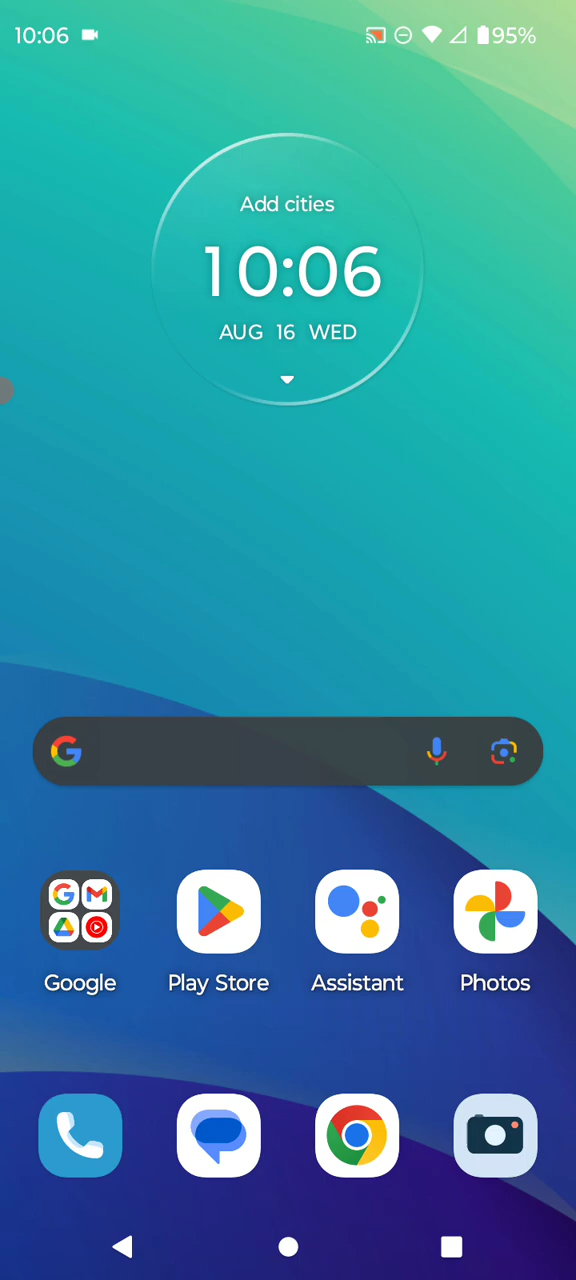 10:06
95%
Add cities
10:06
AUG 16 WED
Google
Play Store
Assistant
Photos